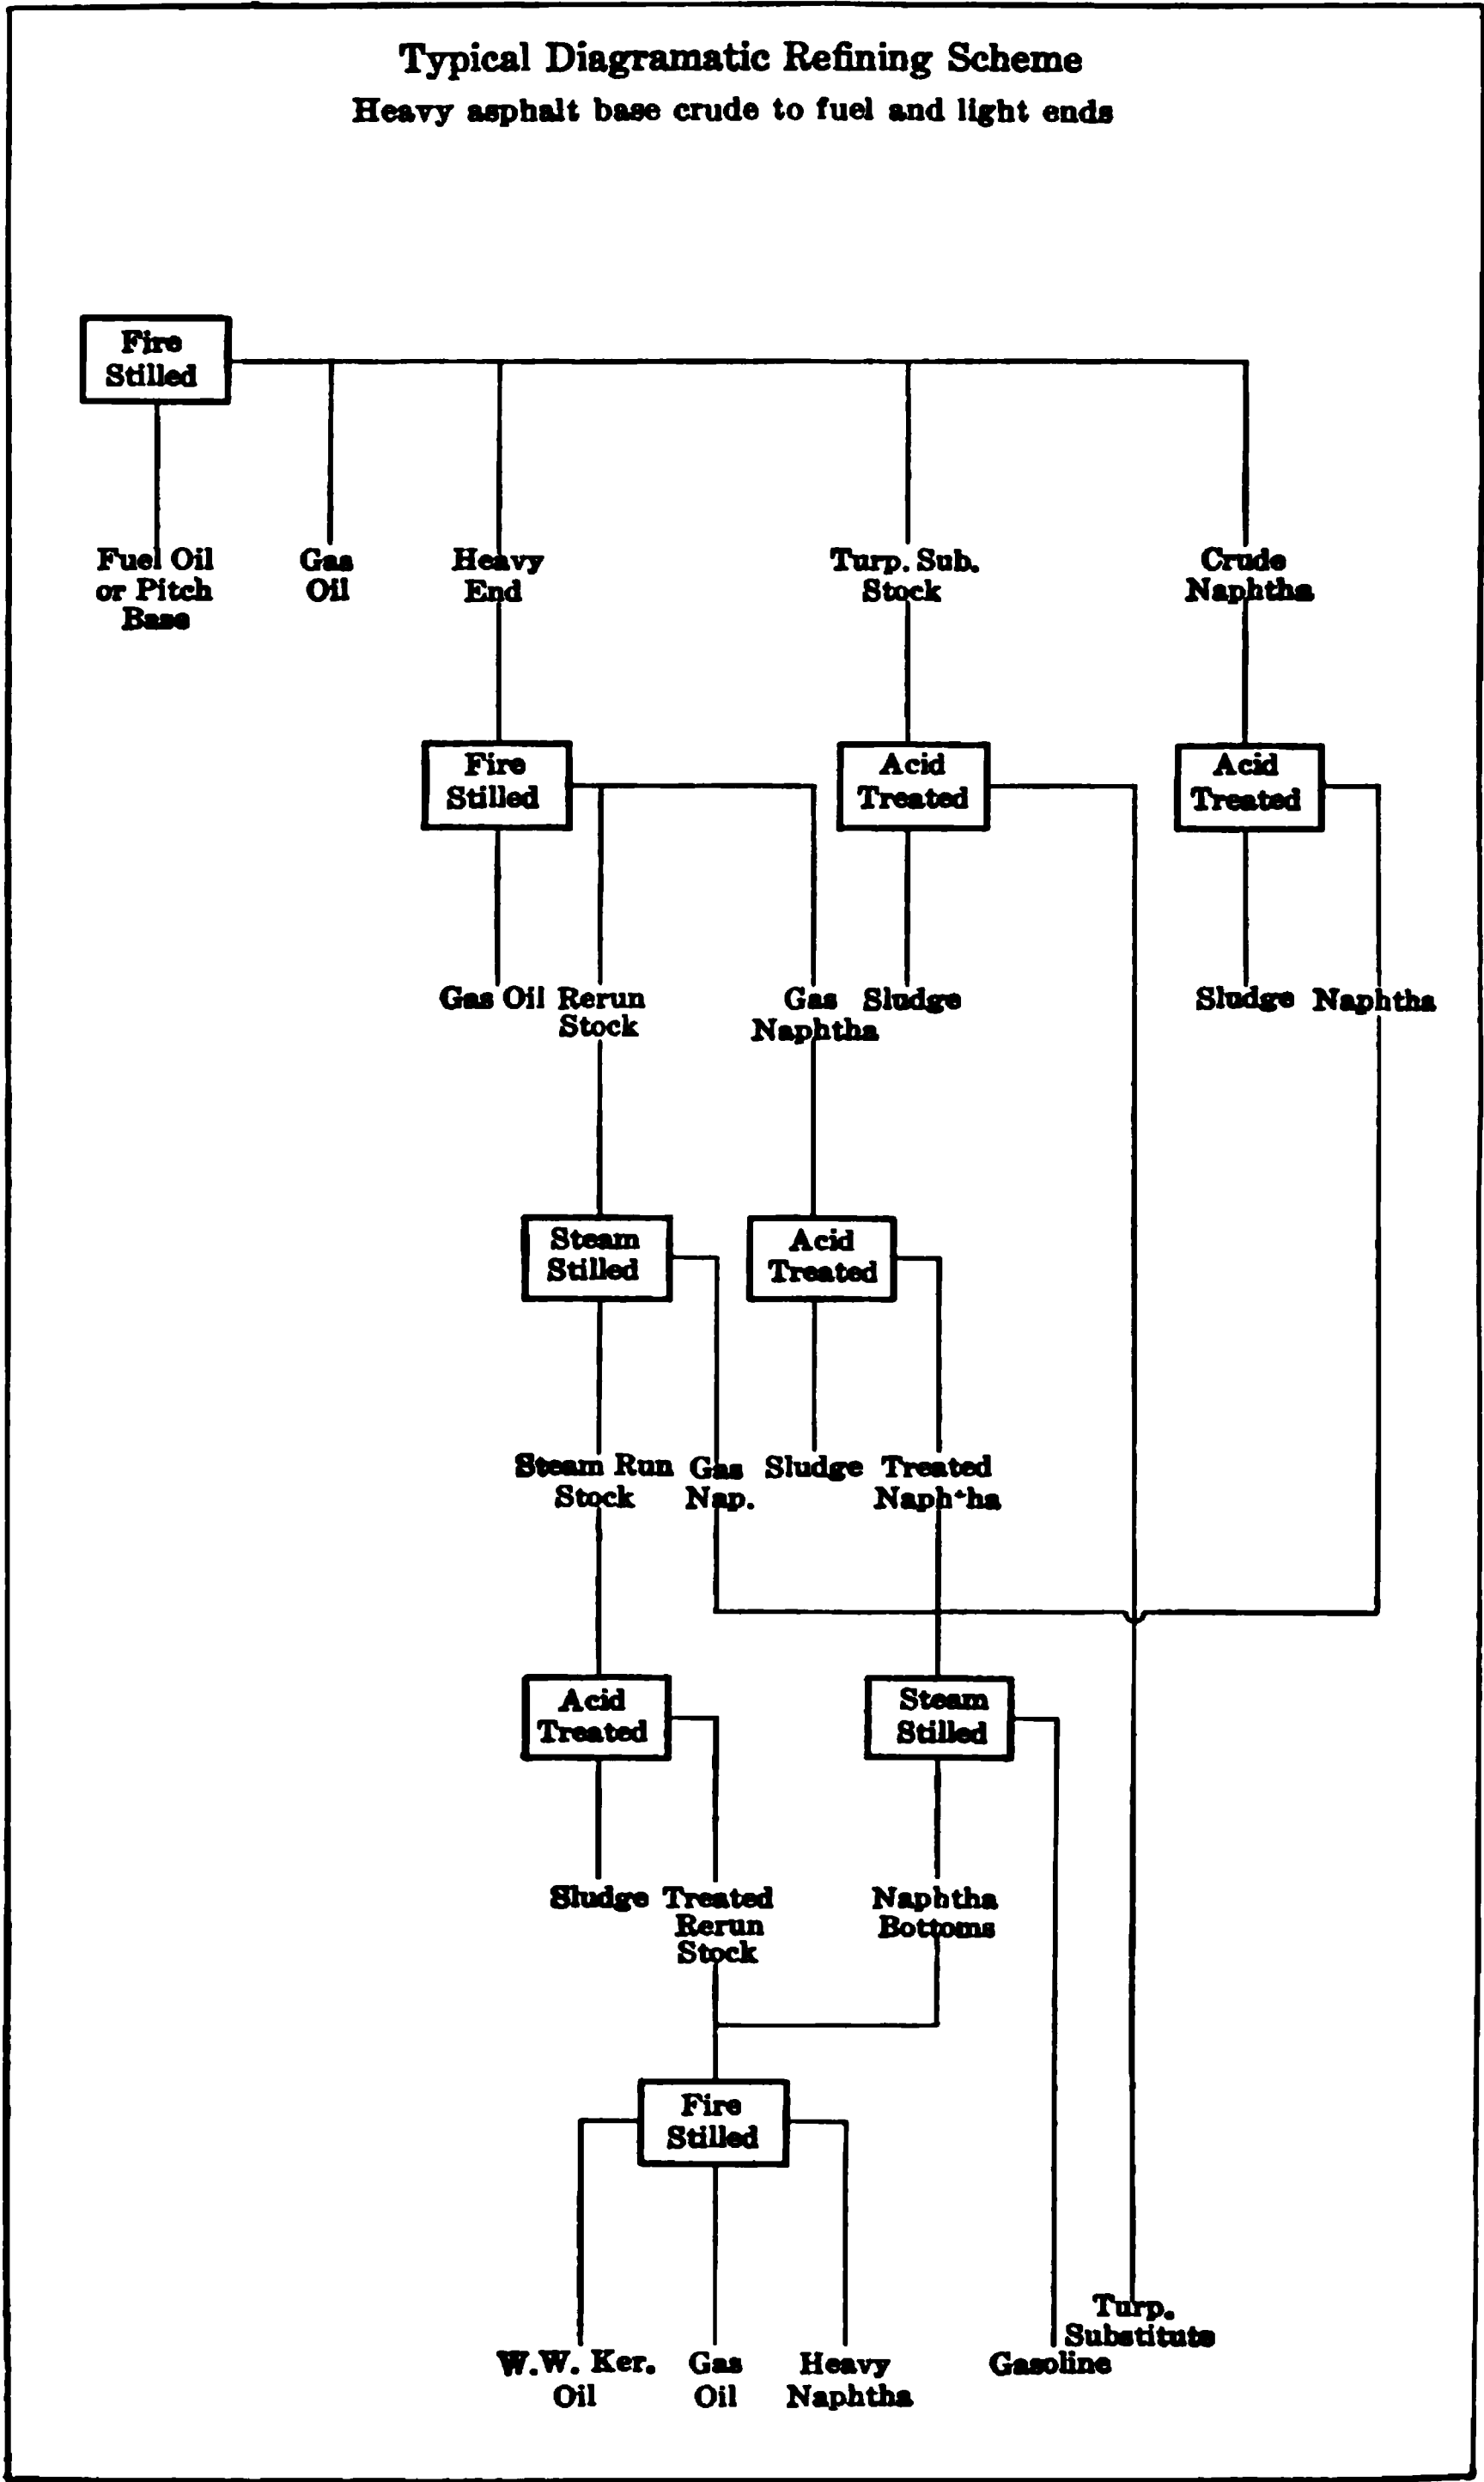 Typical Diagramatic Refining Scheme
Heavy asphalt base crude to fuel and light ends
Fire
Stilled
Fuel Oil
or Pitch
Base
Gas
Oil
Heavy
End
Turp. Sub.
Stock
Crude
Naphtha
Fire
Stilled
Acid
Treated
Acid
Treated
Gas Oil
Rerun
Stock
Gas
Naphtha
Sludge
Sludge
Naphtha
Steam
Stilled
Acid
Treated
Steam Run
Stock
Gas
Nap.
Sludge
Treated
Naphtha
Acid
Treated
Steam
Stilled
Sludge
Treated
Rerun
Stock
Naphtha
Bottoms
Fire
Stilled
W.W. Ker.
Oil
Gas
Oil
Heavy
Naphtha
Gasoline
Turp.
Substitute